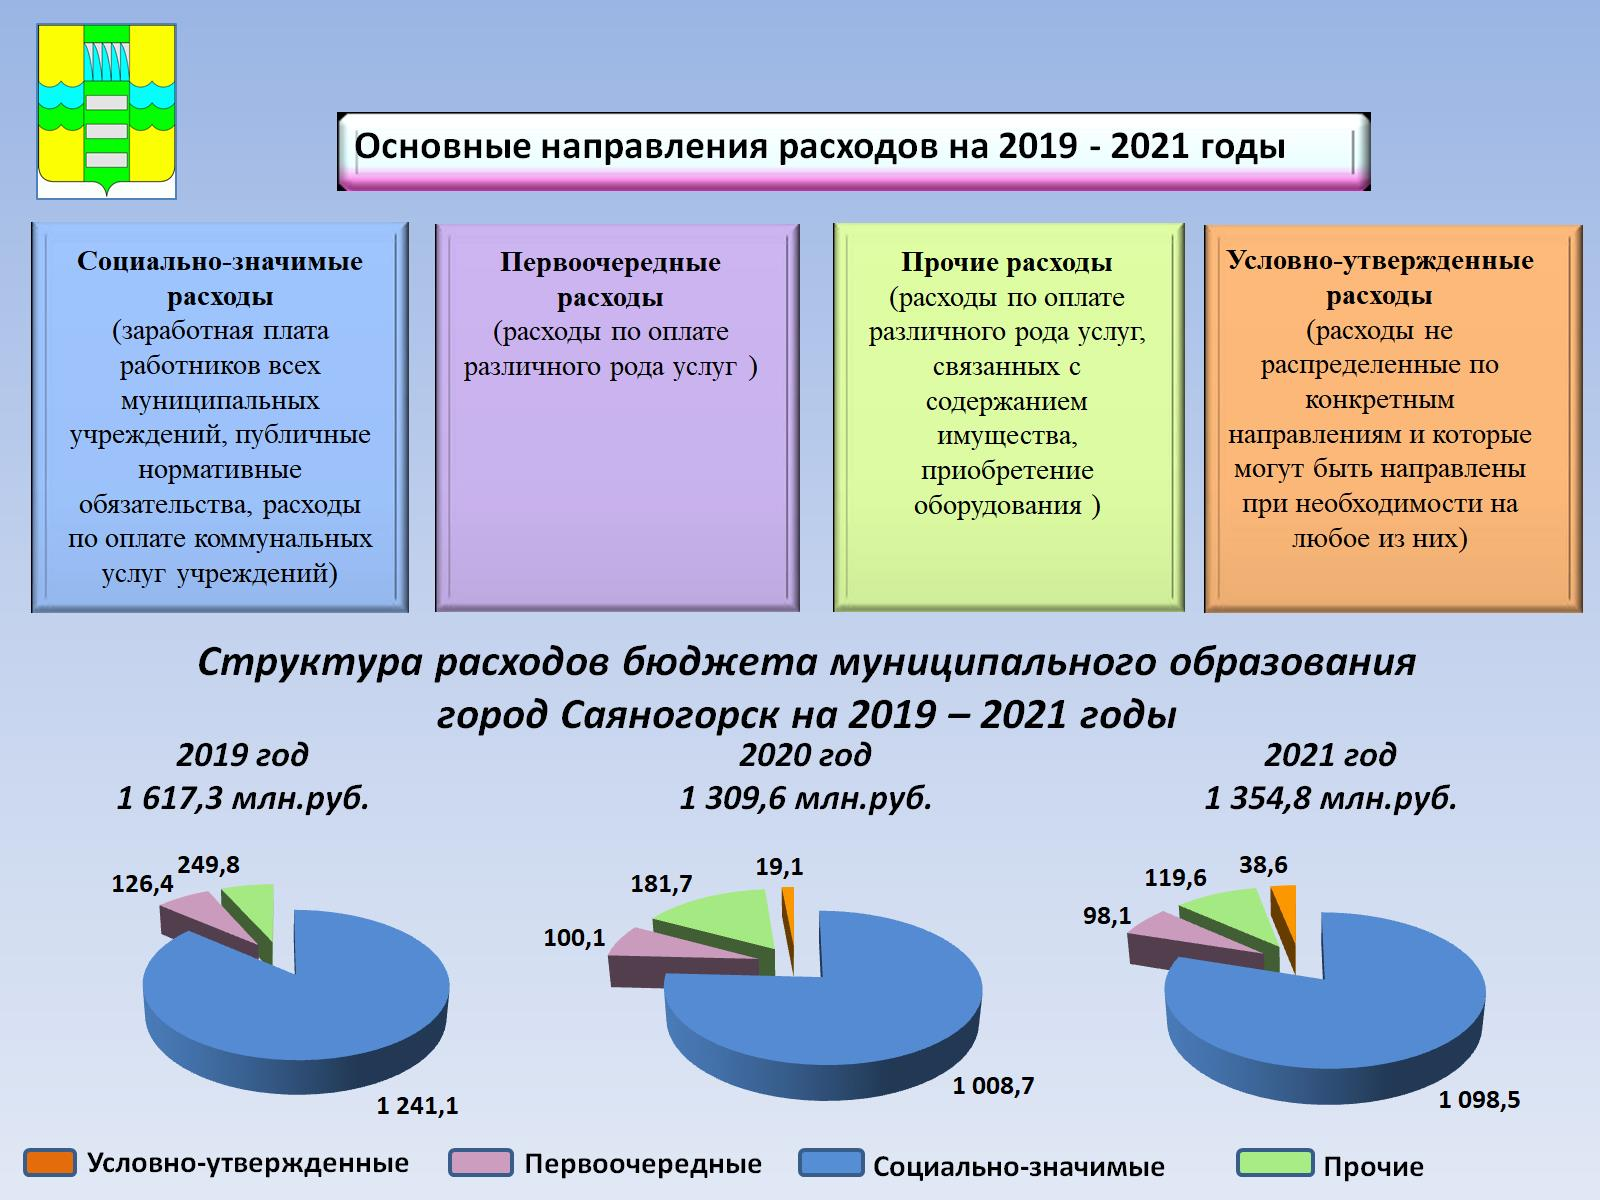 Основные направления расходов на 2019 - 2021 годы
Социально-значимые
расходы
(заработная плата
работников всех
муниципальных
учреждений, публичные
нормативные
обязательства, расходы
по оплате коммунальных
услуг учреждений)
Первоочередные
расходы
(расходы по оплате
различного рода услуг )
Прочие расходы
(расходы по оплате
различного рода услуг,
связанных с
содержанием
имущества,
приобретение
оборудования )
Условно-утвержденные
расходы
(расходы не
распределенные по
конкретным
направлениям и которые
могут быть направлены
при необходимости на
любое из них)
Структура расходов бюджета муниципального образования
город Саяногорск на 2019 – 2021 годы
2019 год
1 617,3 млн.руб.
2020 год
1 309,6 млн.руб.
2021 год
1 354,8 млн.руб.
126,4
249,8
1 241,1
100,1
181,7
19,1
1 008,7
98,1
119,6
38,6
1 098,5
Условно-утвержденные
Первоочередные
Социально-значимые
Прочие